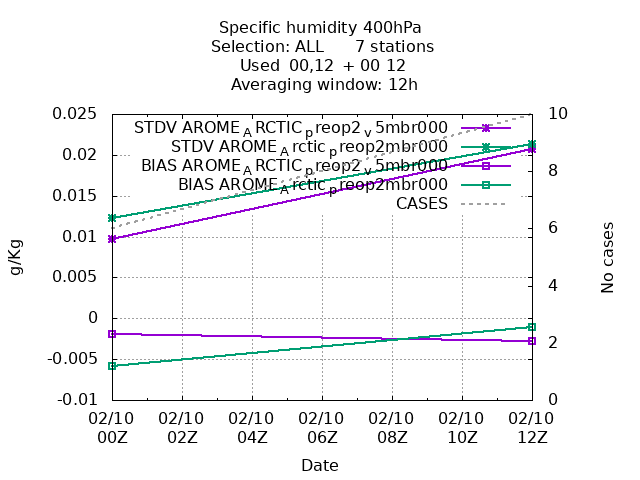 Specific humidity 400hPa
Selection: ALL 7 stations
Used 00,12 + 00 12
Averaging window: 12h
0.025
0.02
0.015
0.01
0.005
0
-0.005
-0.01
g/Kg
STDV AROME_ARCTIC_preop2_v5mbr000
STDV AROME_Arctic_preop2mbr000
BIAS AROME_ARCTIC_preop2_v5mbr000
BIAS AROME_Arctic_preop2mbr000
CASES
10
8
6
4
2
0
No cases
02/10 02/10 02/10 02/10 02/10 02/10 02/10
00Z 02Z 04Z 06Z 08Z 10Z 12Z
Date